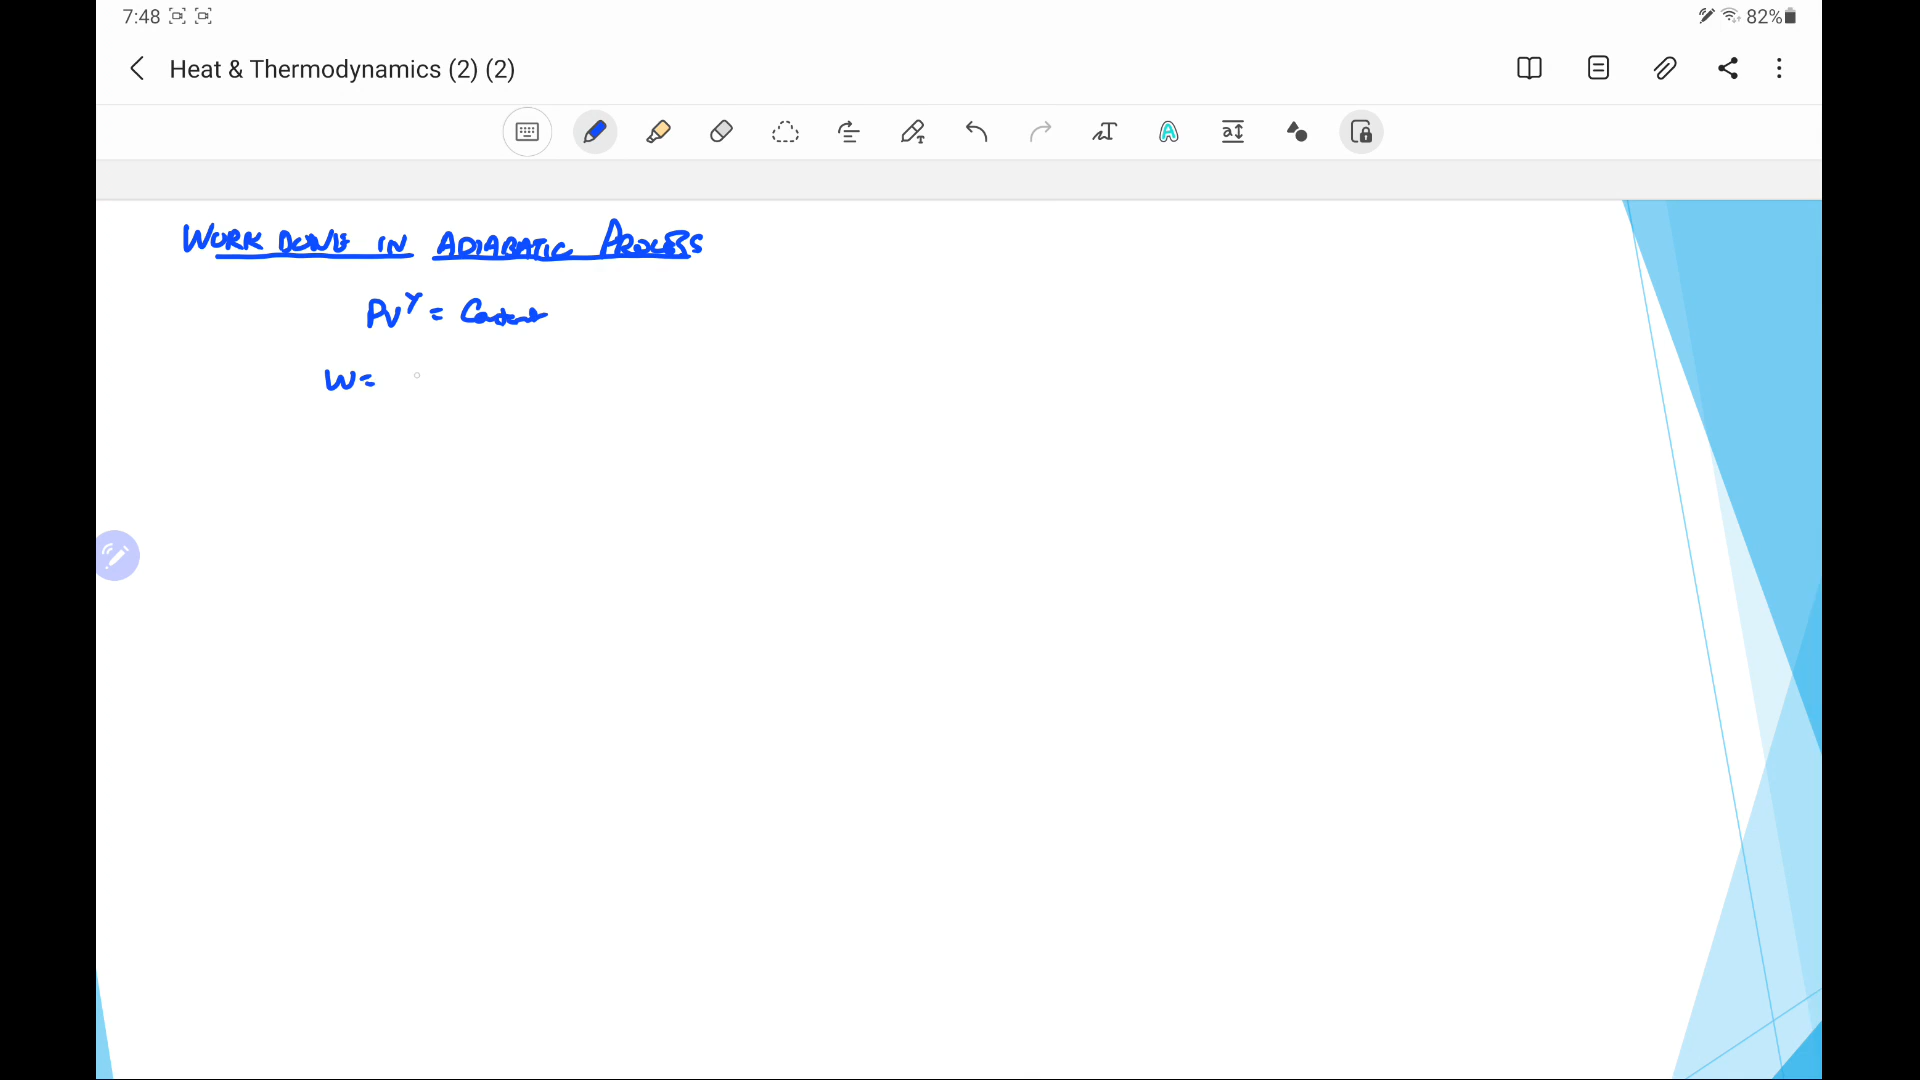 7:48 82%
Heat & Thermodynamics (2) (2)
WORK DONE IN ADIABATIC PROCESS
PV^γ = Constant
W =